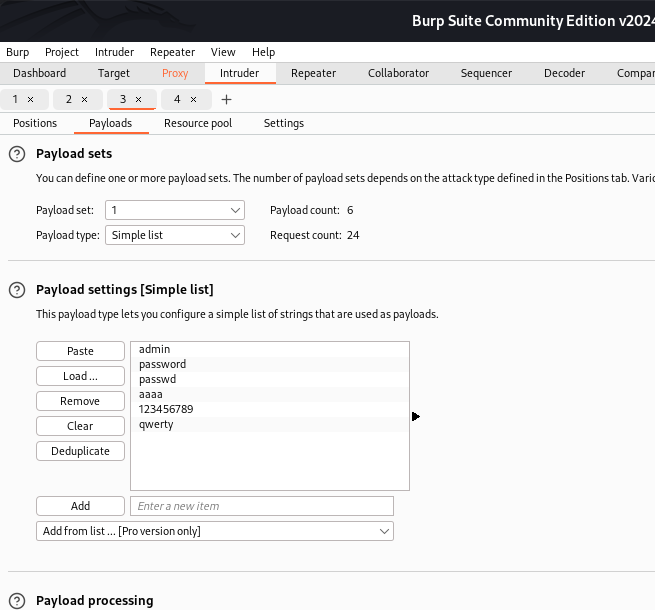 Burp Suite Community Edition v2024
Burp Project Intruder Repeater View Help
Dashboard Target Proxy Intruder Repeater Collaborator Sequencer Decoder Compar
1 × 2 × 3 × 4 × +
Positions Payloads Resource pool Settings
? Payload sets
You can define one or more payload sets. The number of payload sets depends on the attack type defined in the Positions tab. Vario
Payload set: 1 Payload count: 6
Payload type: Simple list Request count: 24
? Payload settings [Simple list]
This payload type lets you configure a simple list of strings that are used as payloads.
Paste admin
password
Load ... passwd
Remove aaaa
123456789
Clear qwerty
Deduplicate
Add Enter a new item
Add from list ... [Pro version only]
? Payload processing